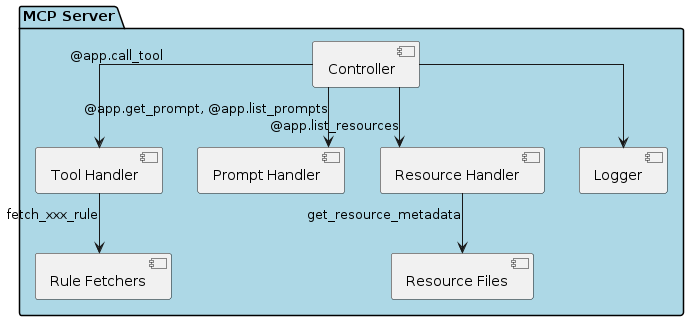 MCP Server
Controller
@app.call_tool
@app.get_prompt, @app.list_prompts
@app.list_resources
Tool Handler
Prompt Handler
Resource Handler
Logger
fetch_xxx_rule
get_resource_metadata
Rule Fetchers
Resource Files